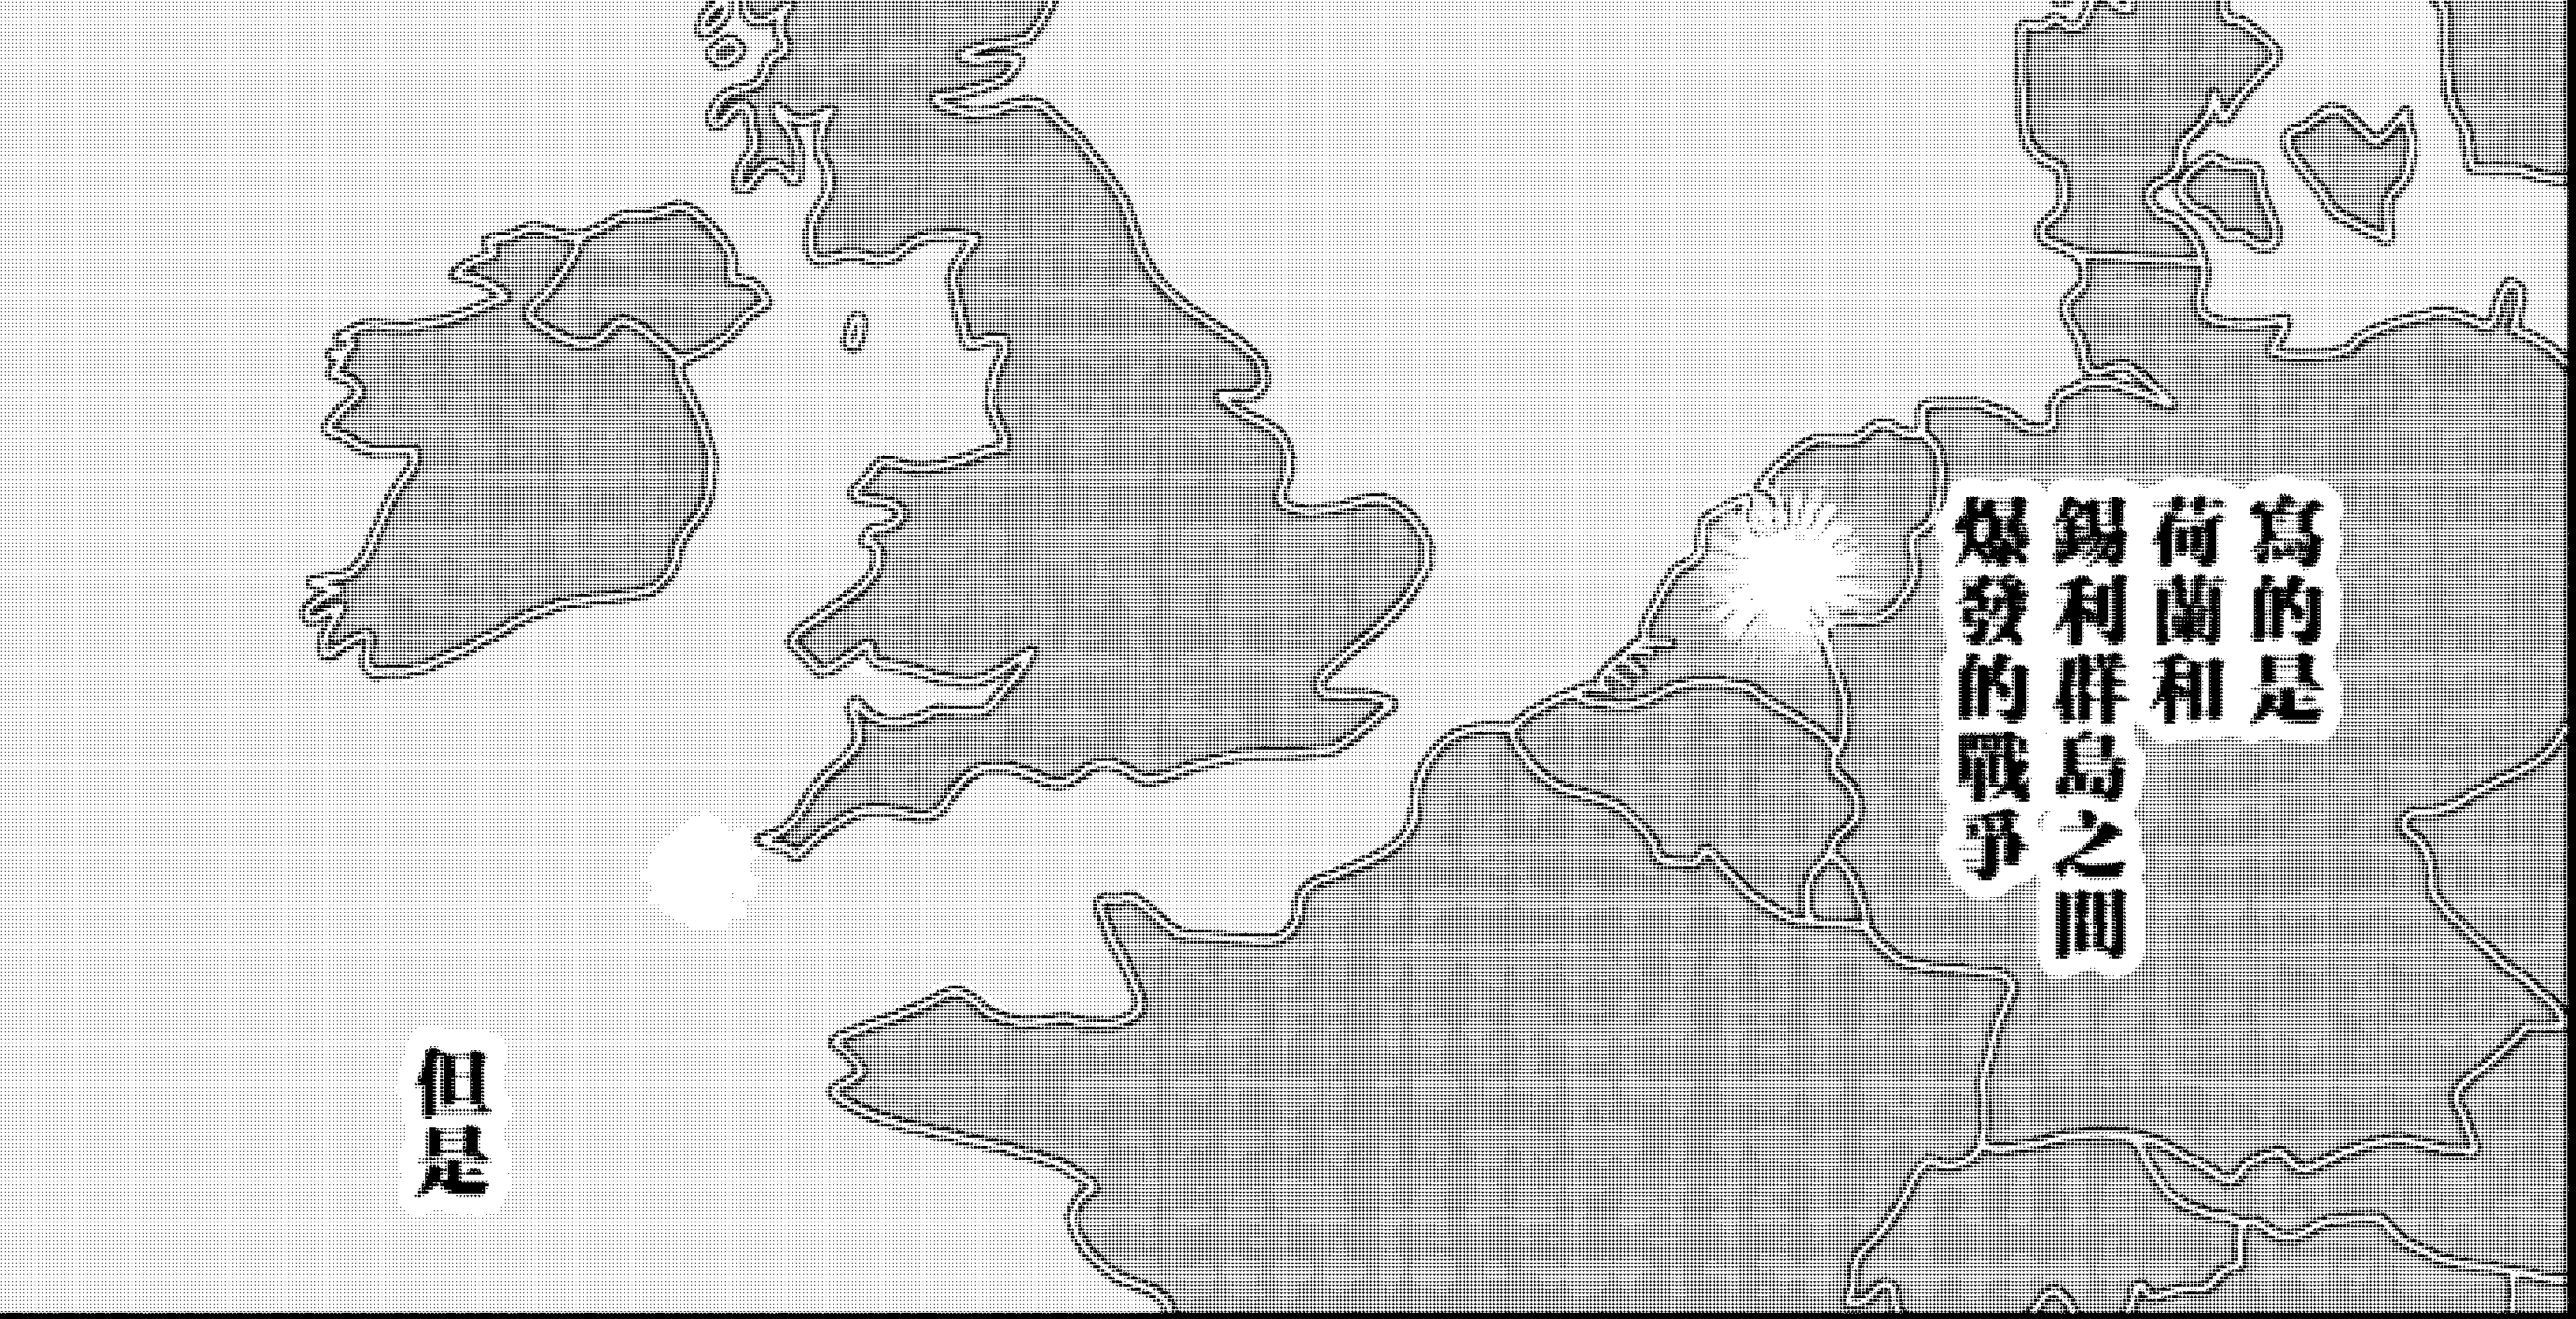 寫的是
荷蘭和
錫利群島之間
爆發的戰爭
但是